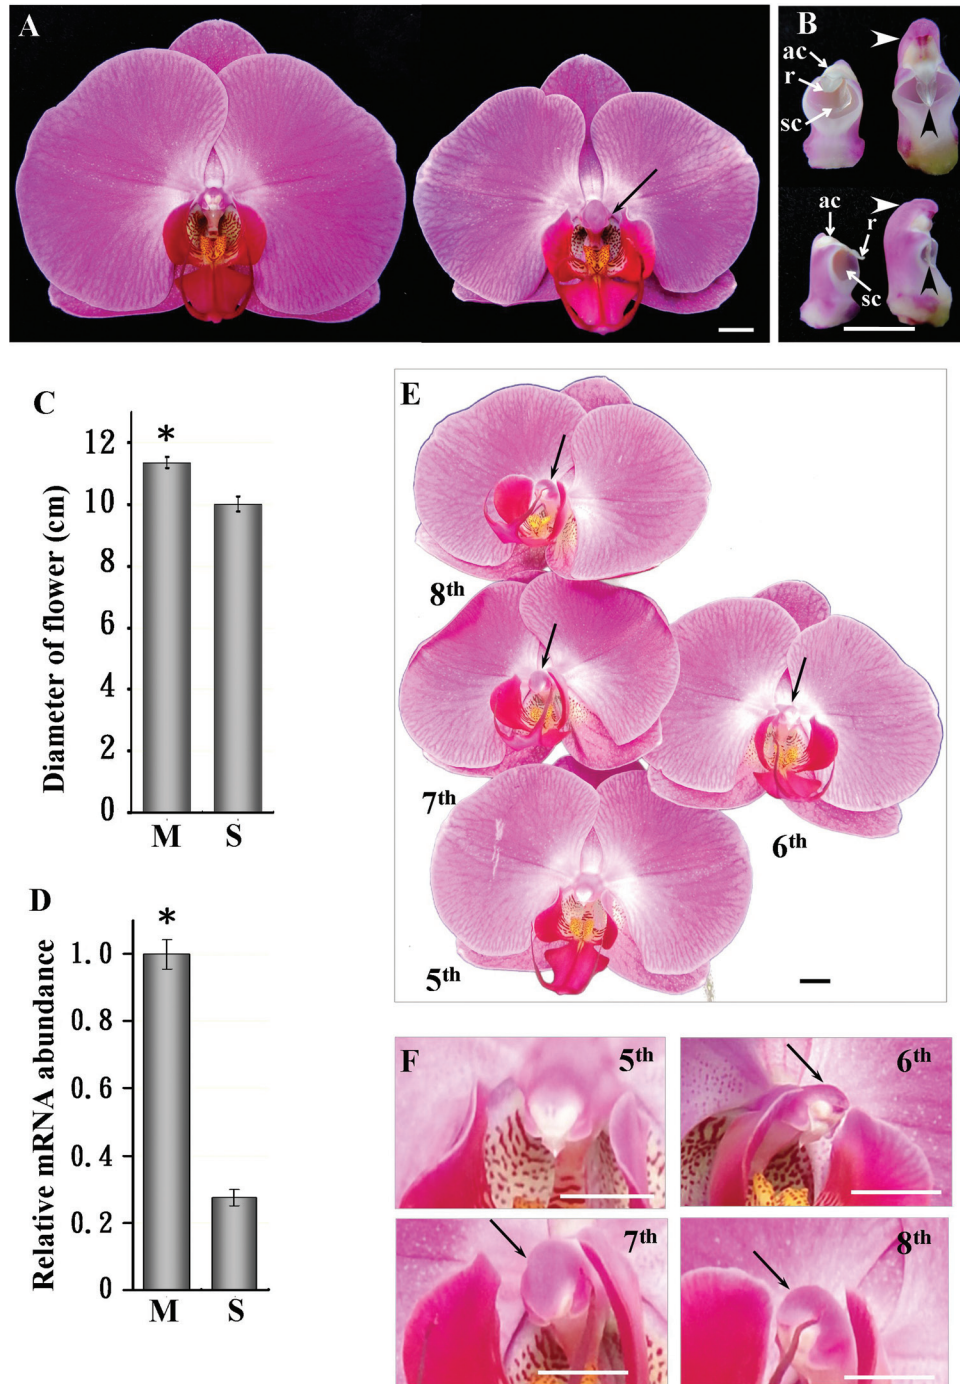 A
B
ac
r
sc
ac
r
sc
C
Diameter of flower (cm)
12
10
8
6
4
2
0
*
M
S
D
Relative mRNA abundance
1.0
0.8
0.6
0.4
0.2
0
*
M
S
E
8th
7th
6th
5th
F
5th
6th
7th
8th